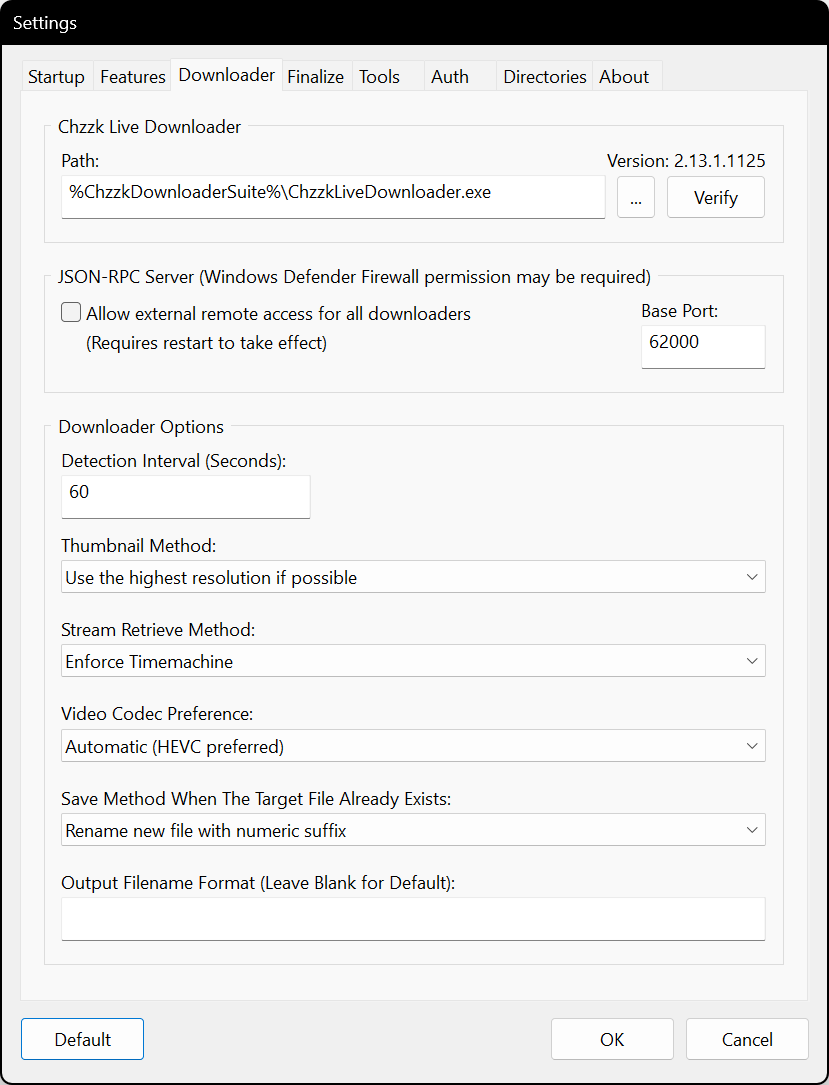 Settings
Startup Features Downloader Finalize Tools Auth Directories About
Chzzk Live Downloader
Path: Version: 2.13.1.1125
%ChzzkDownloaderSuite%\ChzzkLiveDownloader.exe ... Verify
JSON-RPC Server (Windows Defender Firewall permission may be required)
Allow external remote access for all downloaders Base Port:
(Requires restart to take effect) 62000
Downloader Options
Detection Interval (Seconds):
60
Thumbnail Method:
Use the highest resolution if possible
Stream Retrieve Method:
Enforce Timemachine
Video Codec Preference:
Automatic (HEVC preferred)
Save Method When The Target File Already Exists:
Rename new file with numeric suffix
Output Filename Format (Leave Blank for Default):
Default OK Cancel